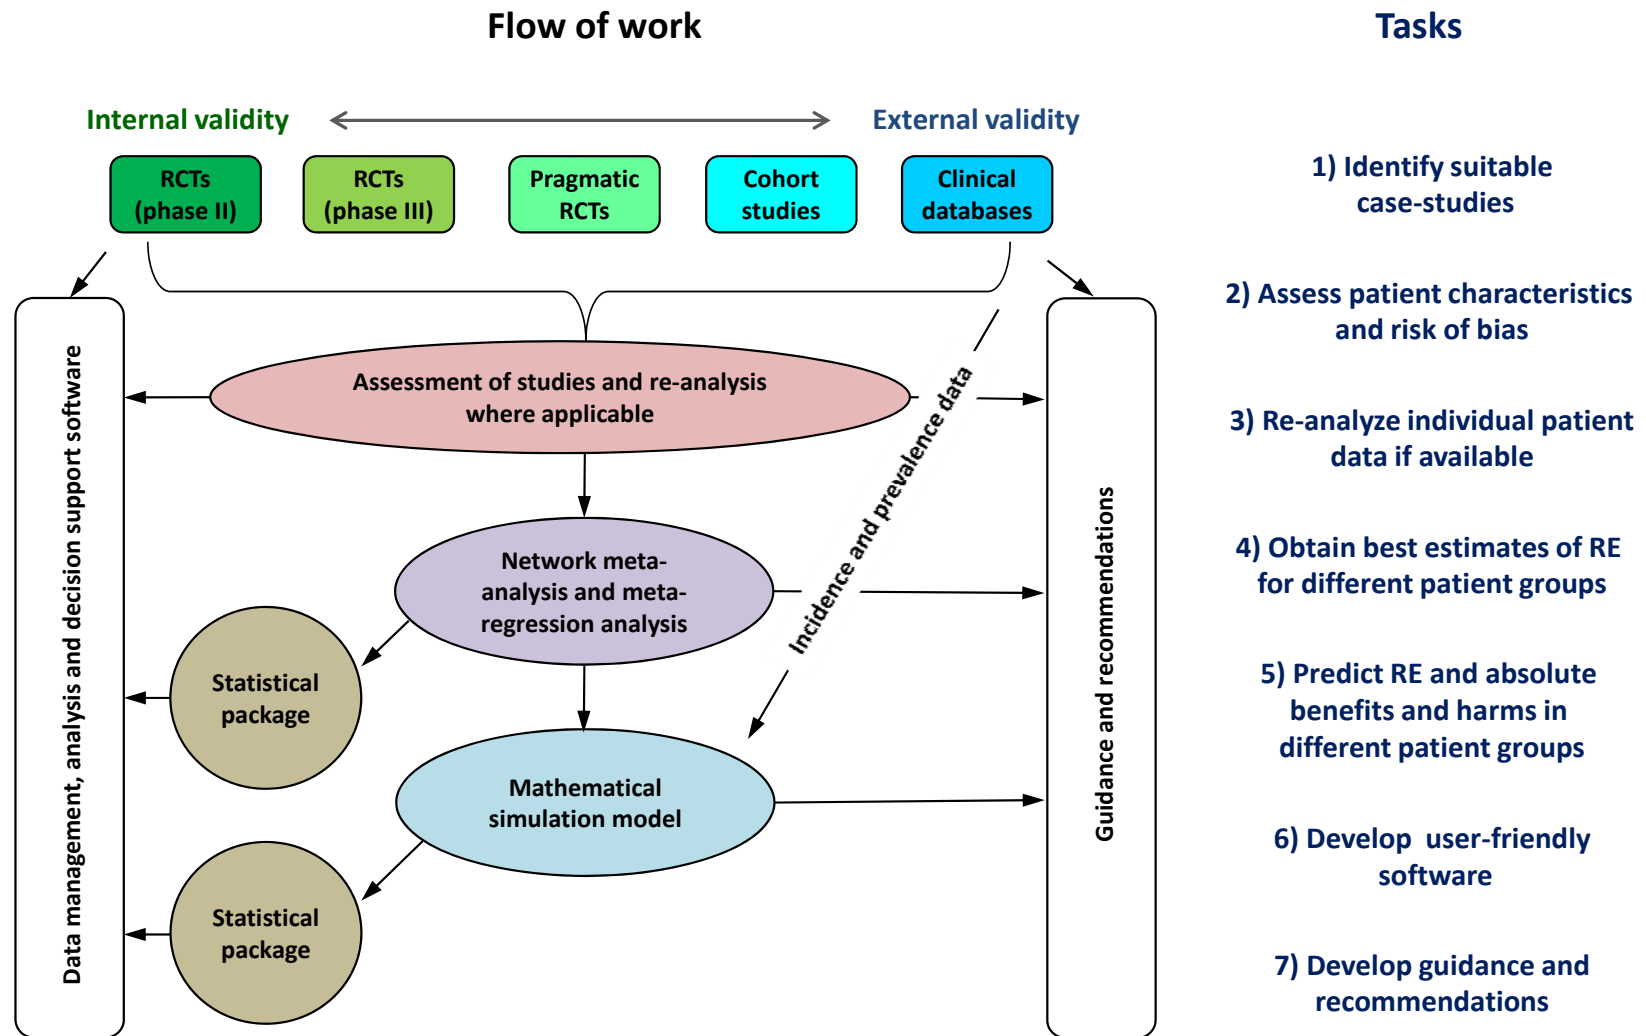 Flow of work
Tasks
Internal validity
External validity
RCTs
(phase II)
RCTs
(phase III)
Pragmatic
RCTs
Cohort
studies
Clinical
databases
Data management, analysis and decision support software
Assessment of studies and re-analysis
where applicable
Incidence and prevalence data
Network meta-
analysis and meta-
regression analysis
Statistical
package
Mathematical
simulation model
Statistical
package
Guidance and recommendations
1) Identify suitable
case-studies
2) Assess patient characteristics
and risk of bias
3) Re-analyze individual patient
data if available
4) Obtain best estimates of RE
for different patient groups
5) Predict RE and absolute
benefits and harms in
different patient groups
6) Develop  user-friendly
software
7) Develop guidance and
recommendations